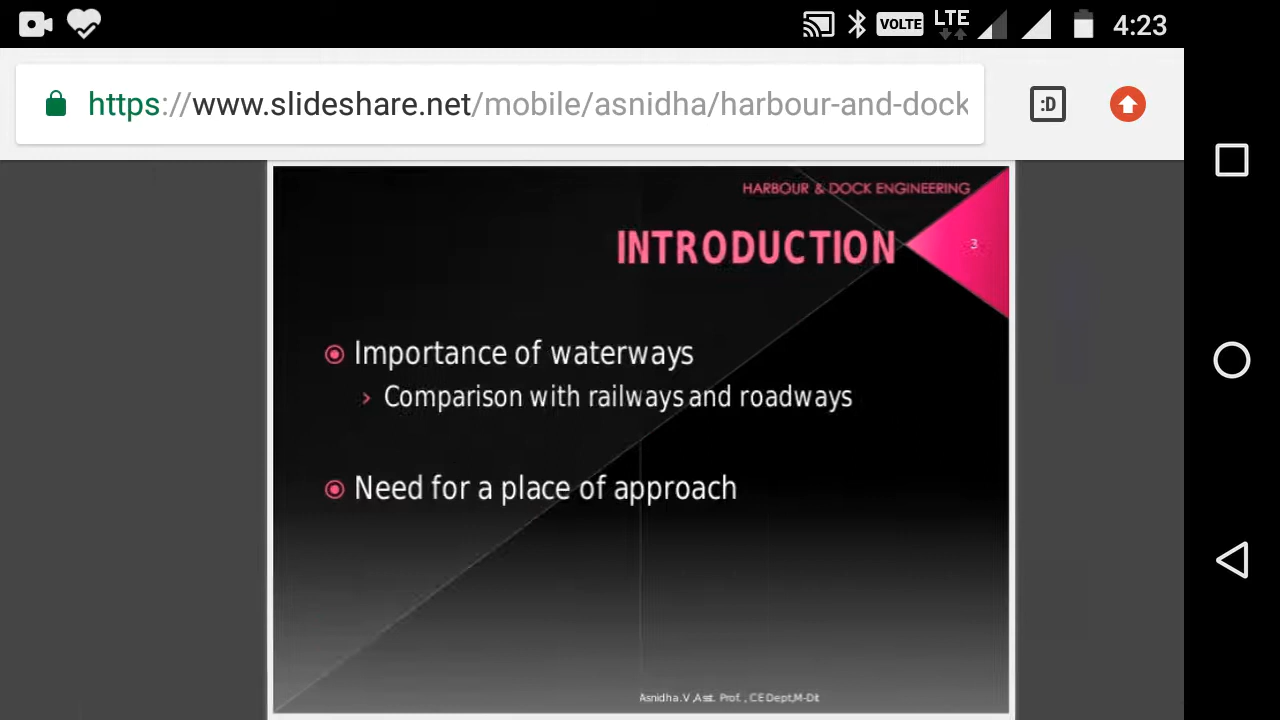 VOLTE LTE 4:23
https://www.slideshare.net/mobile/asnidha/harbour-and-dock
:D
HARBOUR & DOCK ENGINEERING
INTRODUCTION
3
Importance of waterways
Comparison with railways and roadways
Need for a place of approach
Asnidha.V,Asst. Prof. , CE Dept,M-Dit